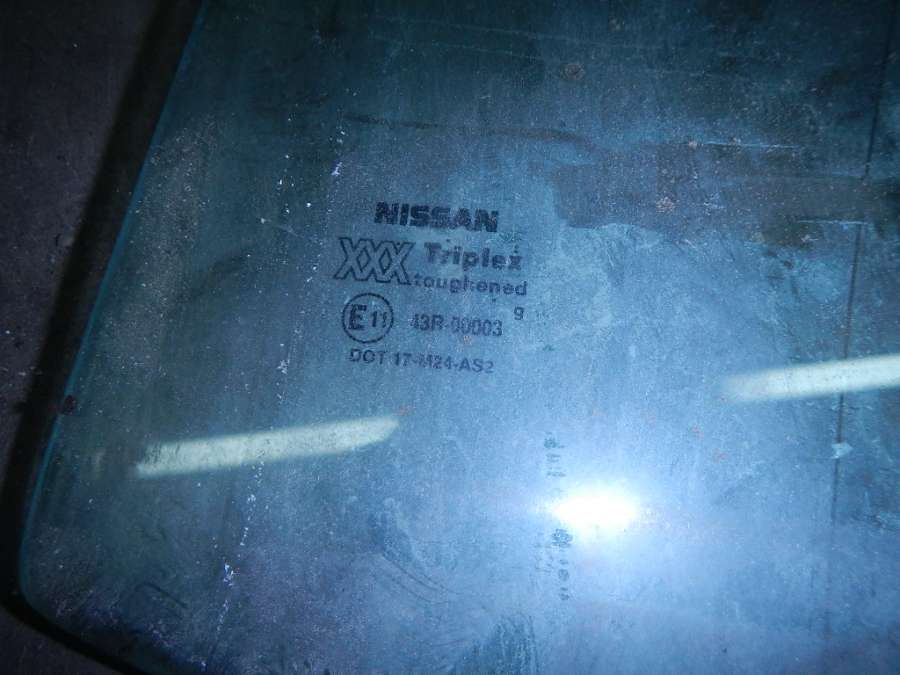 NISSAN
XXX Triplex
toughened
9
E11 43R-00003
DOT 17-M24-AS2